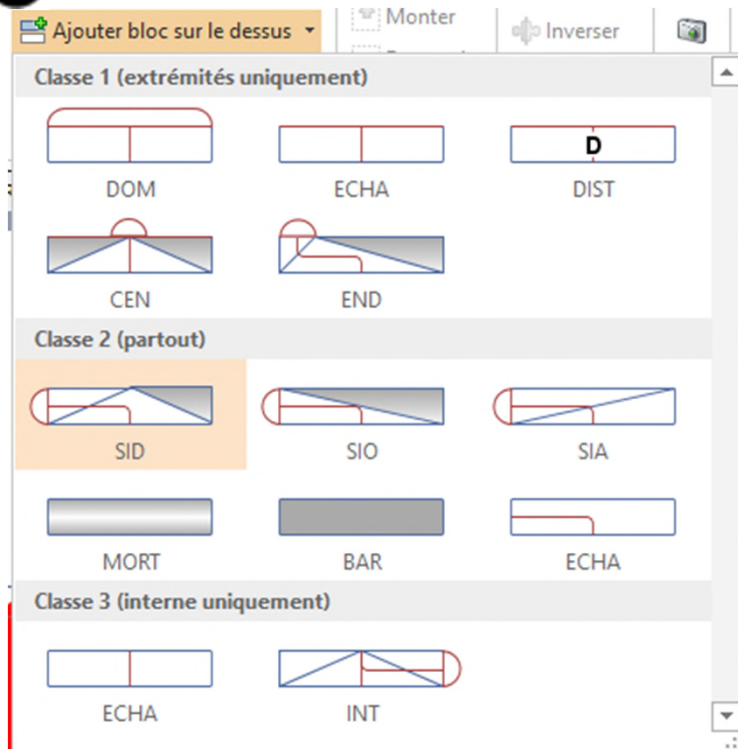 Ajouter bloc sur le dessus
Monter
Inverser
Classe 1 (extrémités uniquement)
D
DOM ECHA DIST
CEN END
Classe 2 (partout)
SID SIO SIA
MORT BAR ECHA
Classe 3 (interne uniquement)
ECHA INT